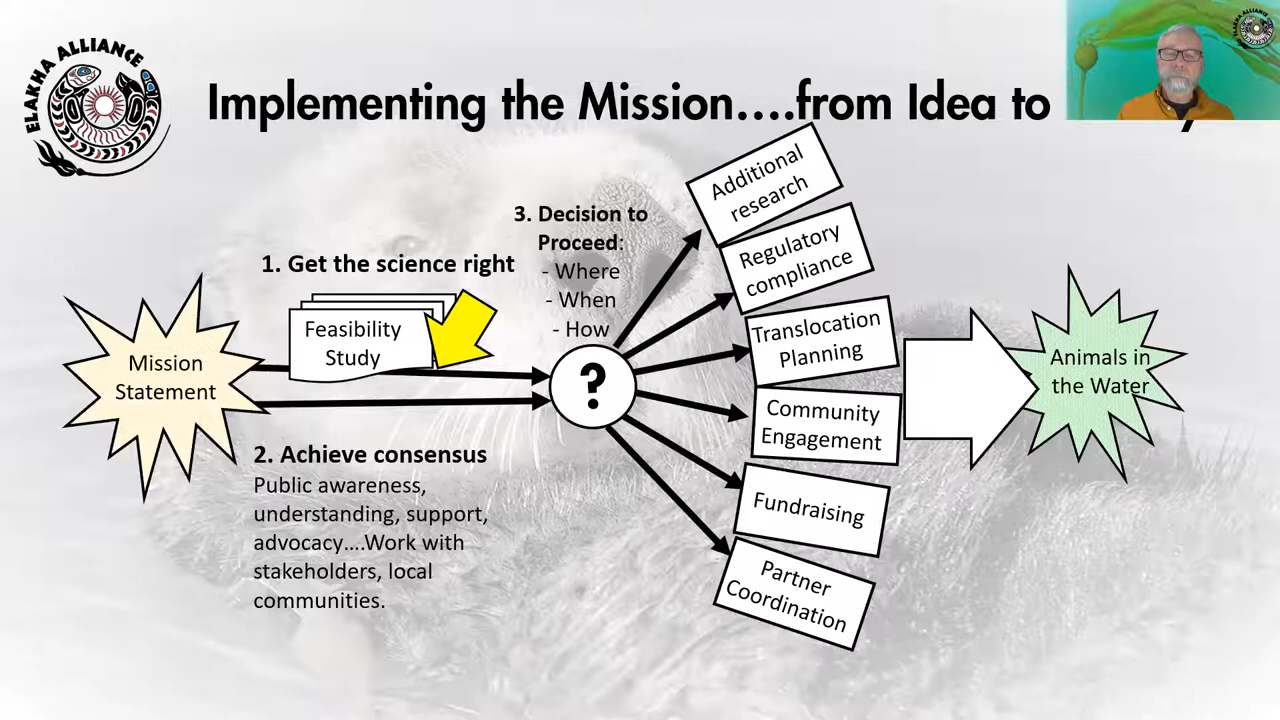 ELAKHA ALLIANCE
Implementing the Mission....from Idea to
1. Get the science right
Feasibility
Study
Mission
Statement
2. Achieve consensus
Public awareness,
understanding, support,
advocacy....Work with
stakeholders, local
communities.
3. Decision to
Proceed:
- Where
- When
- How
?
Additional
research
Regulatory
compliance
Translocation
Planning
Community
Engagement
Fundraising
Partner
Coordination
Animals in
the Water
ELAKHA ALLIANCE